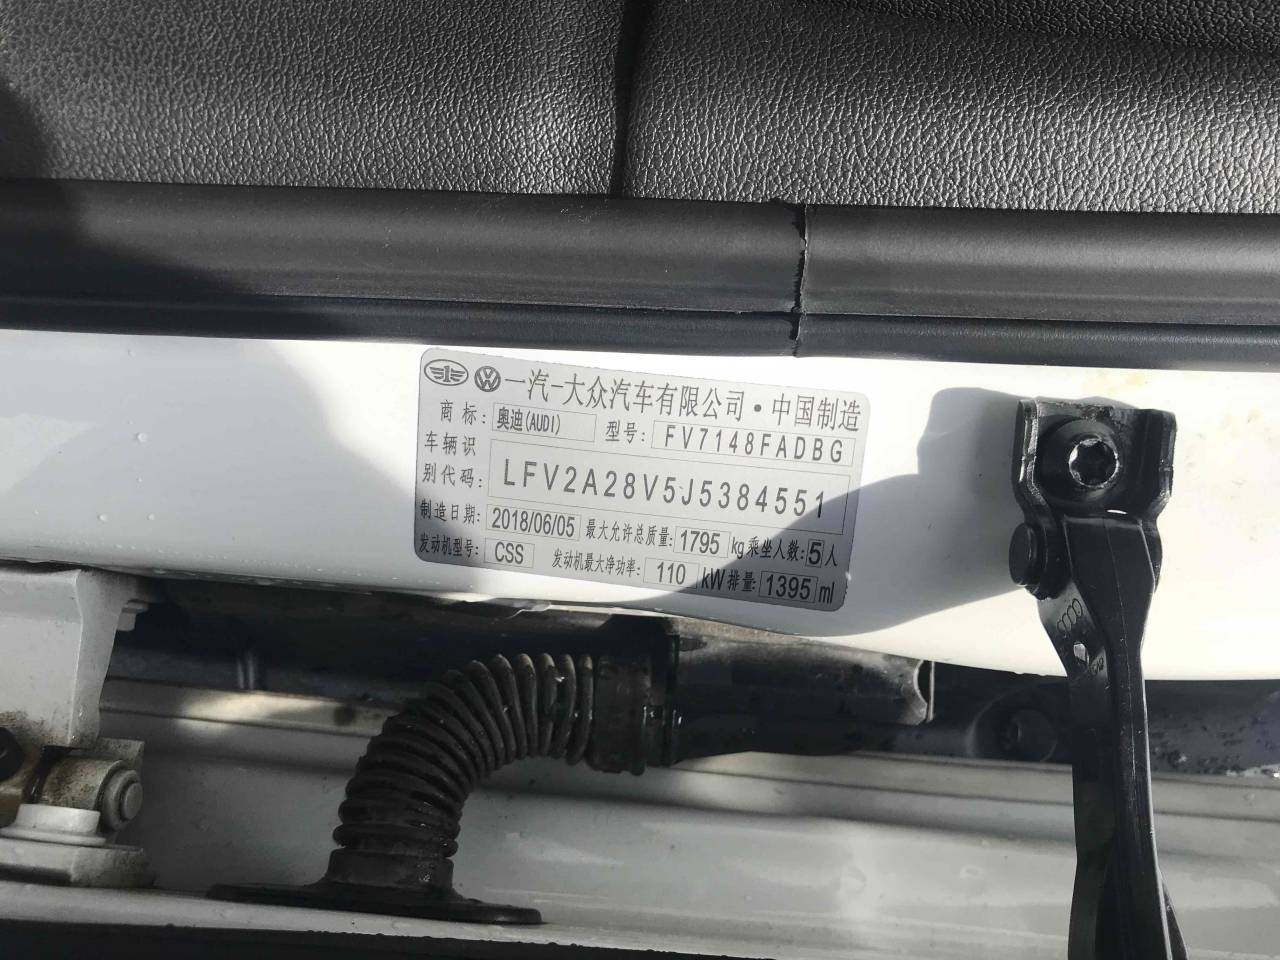 一汽-大众汽车有限公司·中国制造
商标: 奥迪(AUDI) 型号: FV7148FADBG
车辆识
别代码: LFV2A28V5J5384551
制造日期: 2018/06/05 最大允许总质量: 1795 kg 乘坐人数: 5 人
发动机型号: CSS 发动机最大净功率: 110 kW 排量: 1395 ml